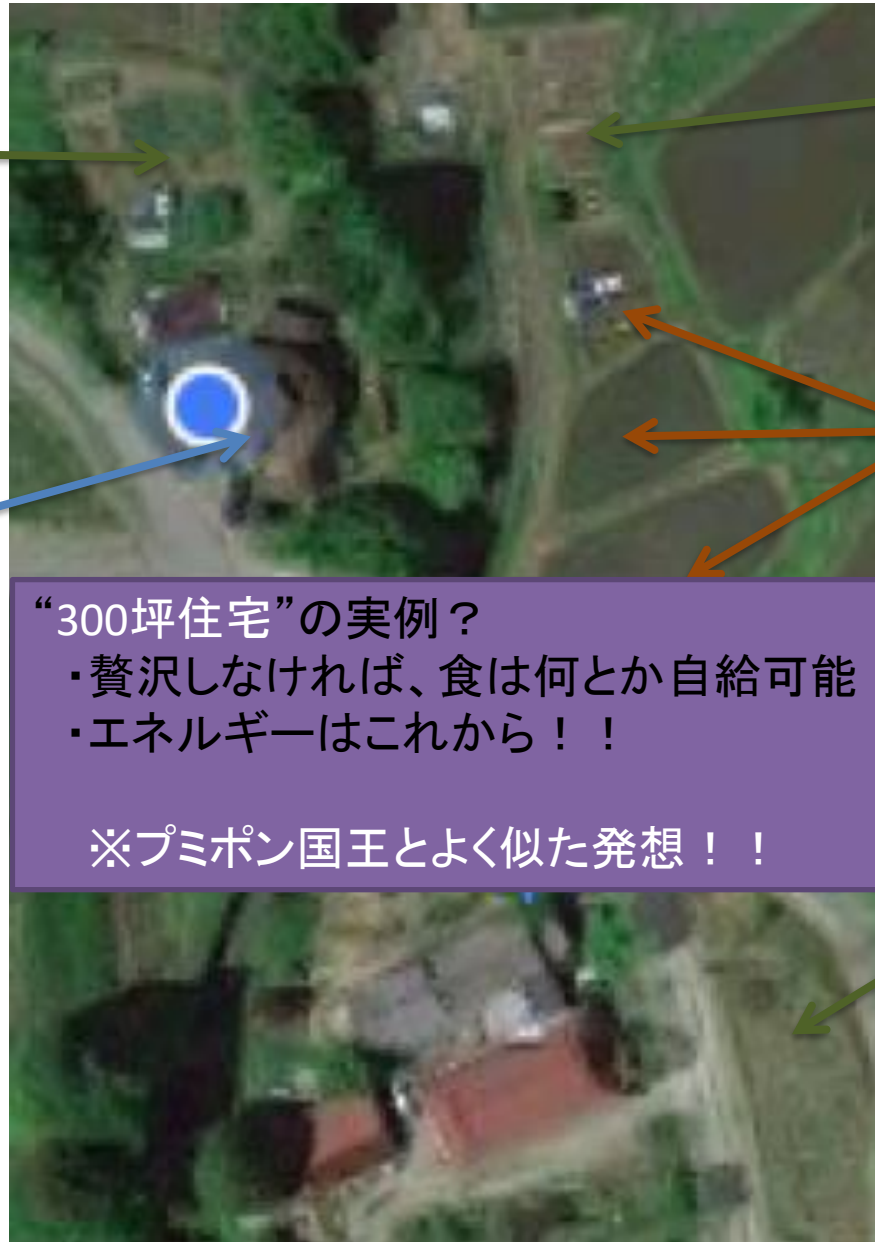 “300坪住宅”の実例？
・贅沢しなければ、食は何とか自給可能
・エネルギーはこれから！！
※プミポン国王とよく似た発想！！